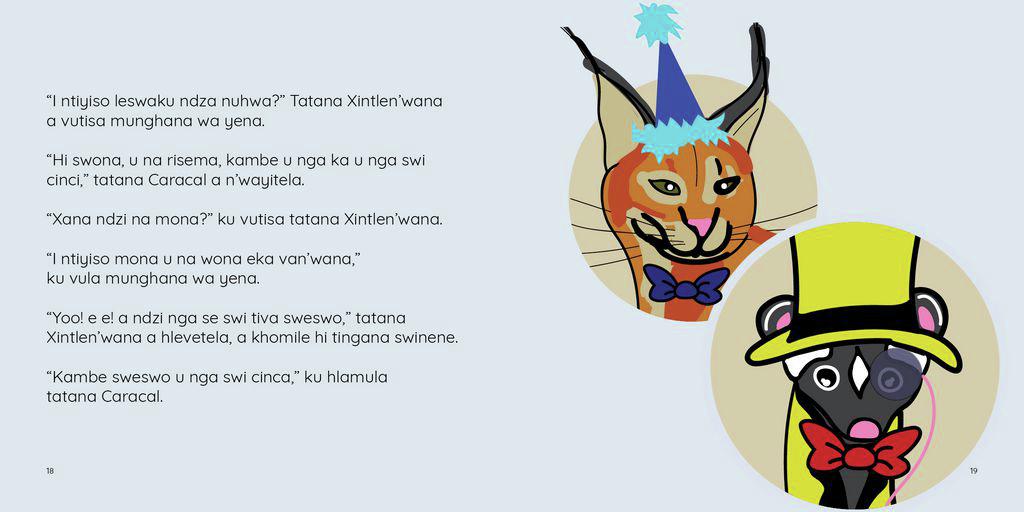 “I ntiyiso leswaku ndza nuhwa?” Tatana Xintlen’wana
a vutisa munghana wa yena.
“Hi swona, u na risema, kambe u nga ka u nga swi
cinci,” tatana Caracal a n’wayitela.
“Xana ndzi na mona?” ku vutisa tatana Xintlen’wana.
“I ntiyiso mona u na wona eka van’wana,”
ku vula munghana wa yena.
“Yoo! e e! a ndzi nga se swi tiva sweswo,” tatana
Xintlen’wana a hlevetela, a khomile hi tingana swinene.
“Kambe sweswo u nga swi cinca,” ku hlamula
tatana Caracal.
18
19